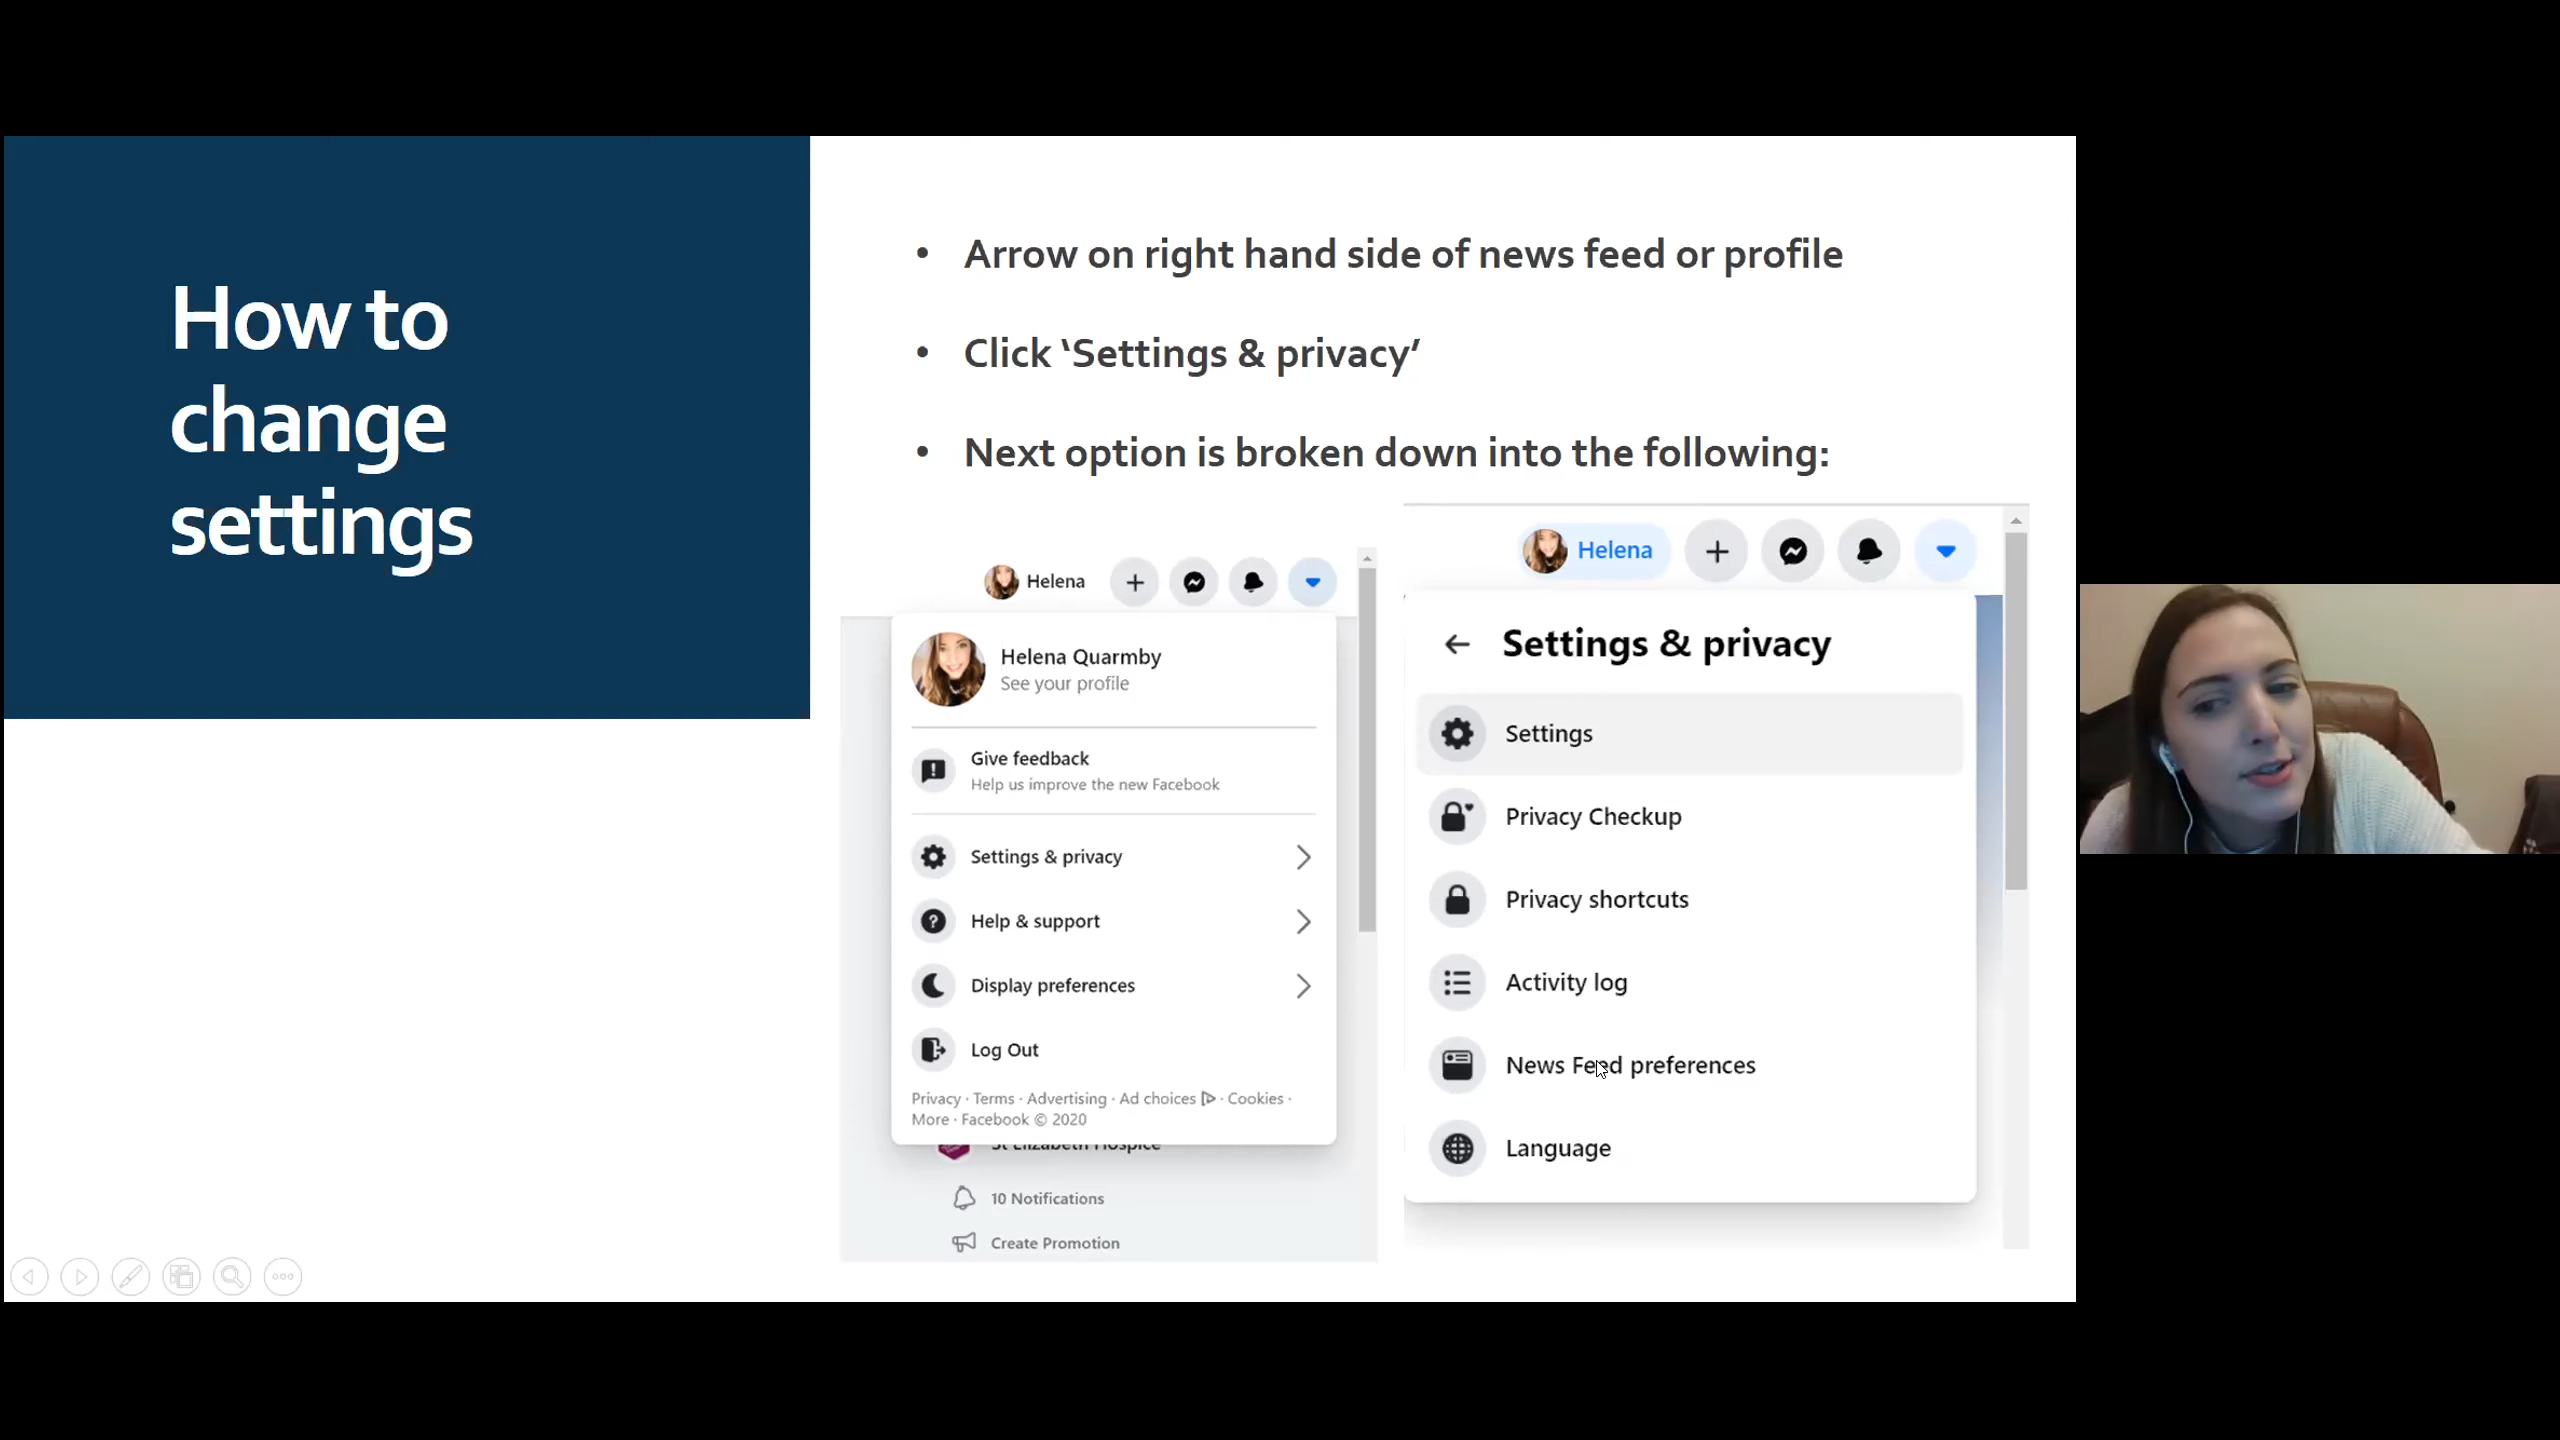 How to
change
settings
• Arrow on right hand side of news feed or profile
• Click ‘Settings & privacy’
• Next option is broken down into the following:
Helena
Helena Quarmby
See your profile
Give feedback
Help us improve the new Facebook
Settings & privacy
Help & support
Display preferences
Log Out
Privacy · Terms · Advertising · Ad choices · Cookies ·
More · Facebook © 2020
St Elizabeth Hospice
10 Notifications
Create Promotion
Helena
Settings & privacy
Settings
Privacy Checkup
Privacy shortcuts
Activity log
News Feed preferences
Language